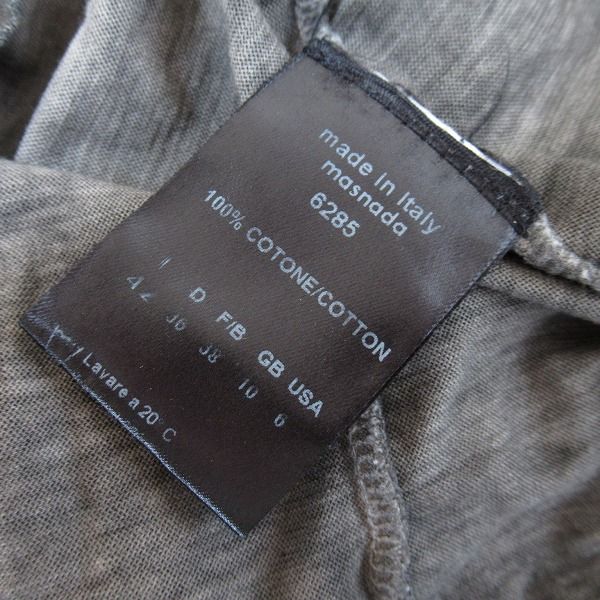 made in Italy
masnada
6285
100% COTONE/COTTON
I D F/B GB USA
42 36 38 10 6
Lavare a 20° C